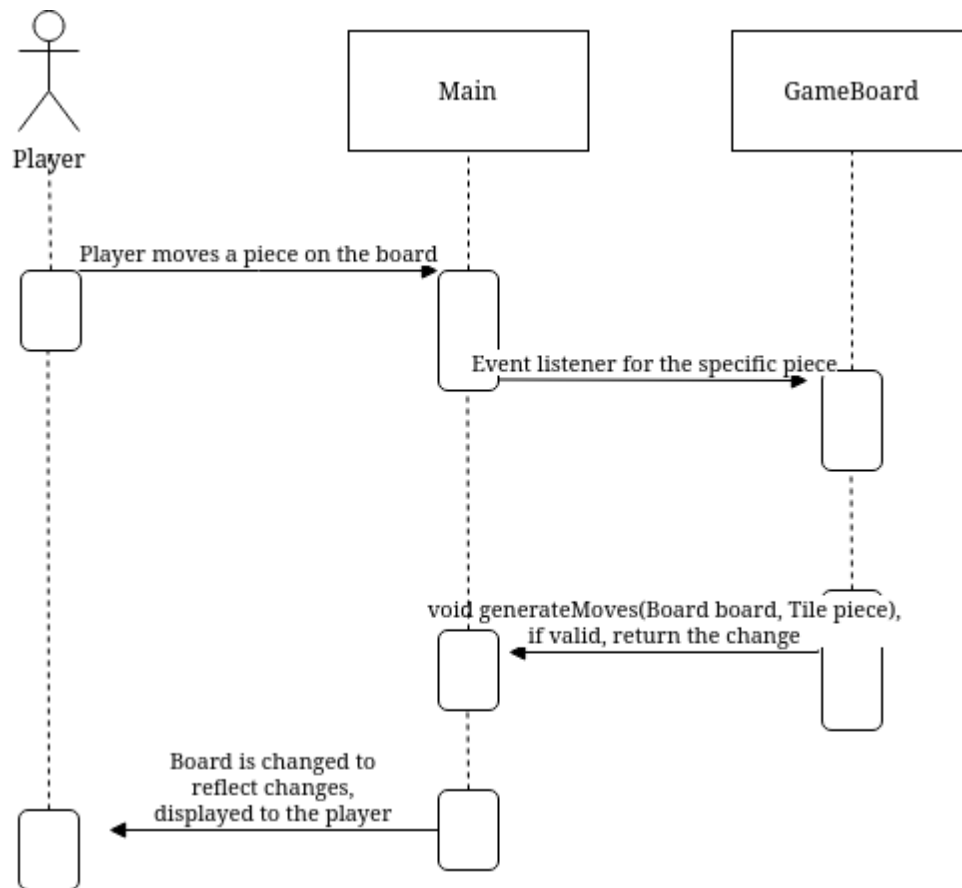 Player
Main
GameBoard
Player moves a piece on the board
Event listener for the specific piece
void generateMoves(Board board, Tile piece),
if valid, return the change
Board is changed to
reflect changes,
displayed to the player